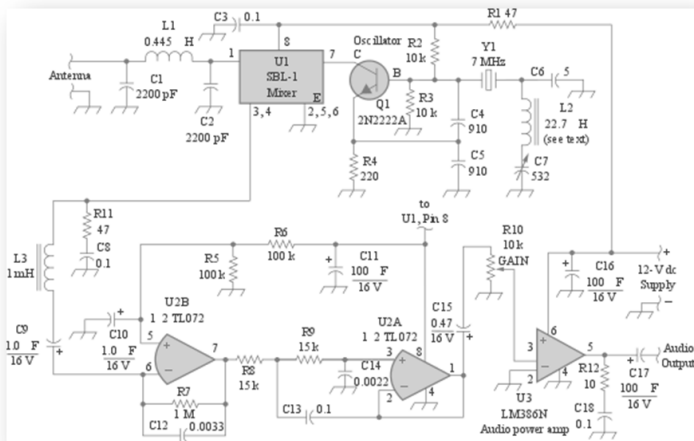 L1
0.445 H
C3 0.1
R1 47
Antenna
C1
2200 pF
C2
2200 pF
1
8
7
U1
SBL-1
Mixer
E
3,4
2,5,6
Oscillator
C
B
Q1
2N2222A
R2
10 k
R3
10 k
R4
220
C4
910
C5
910
Y1
7 MHz
C6 5
L2
22.7 H
(see text)
C7
532
R11
47
C8
0.1
L3
1mH
C9
1.0 F
16 V
C10
1.0 F
16 V
R5
100 k
R6
100 k
C11
100 F
16 V
to
U1, Pin 8
U2B
1 2 TL072
5
6
7
R7
1 M
C12 0.0033
R8
15 k
R9
15 k
C13 0.1
C14
0.0022
U2A
1 2 TL072
3
8
2
4
1
C15
0.47
16 V
R10
10 k
GAIN
C16
100 F
16 V
12-V dc
Supply
3
2
6
4
5
U3
LM386N
Audio power amp
R12
10
C18
0.1
C17
100 F
16 V
Audio
Output